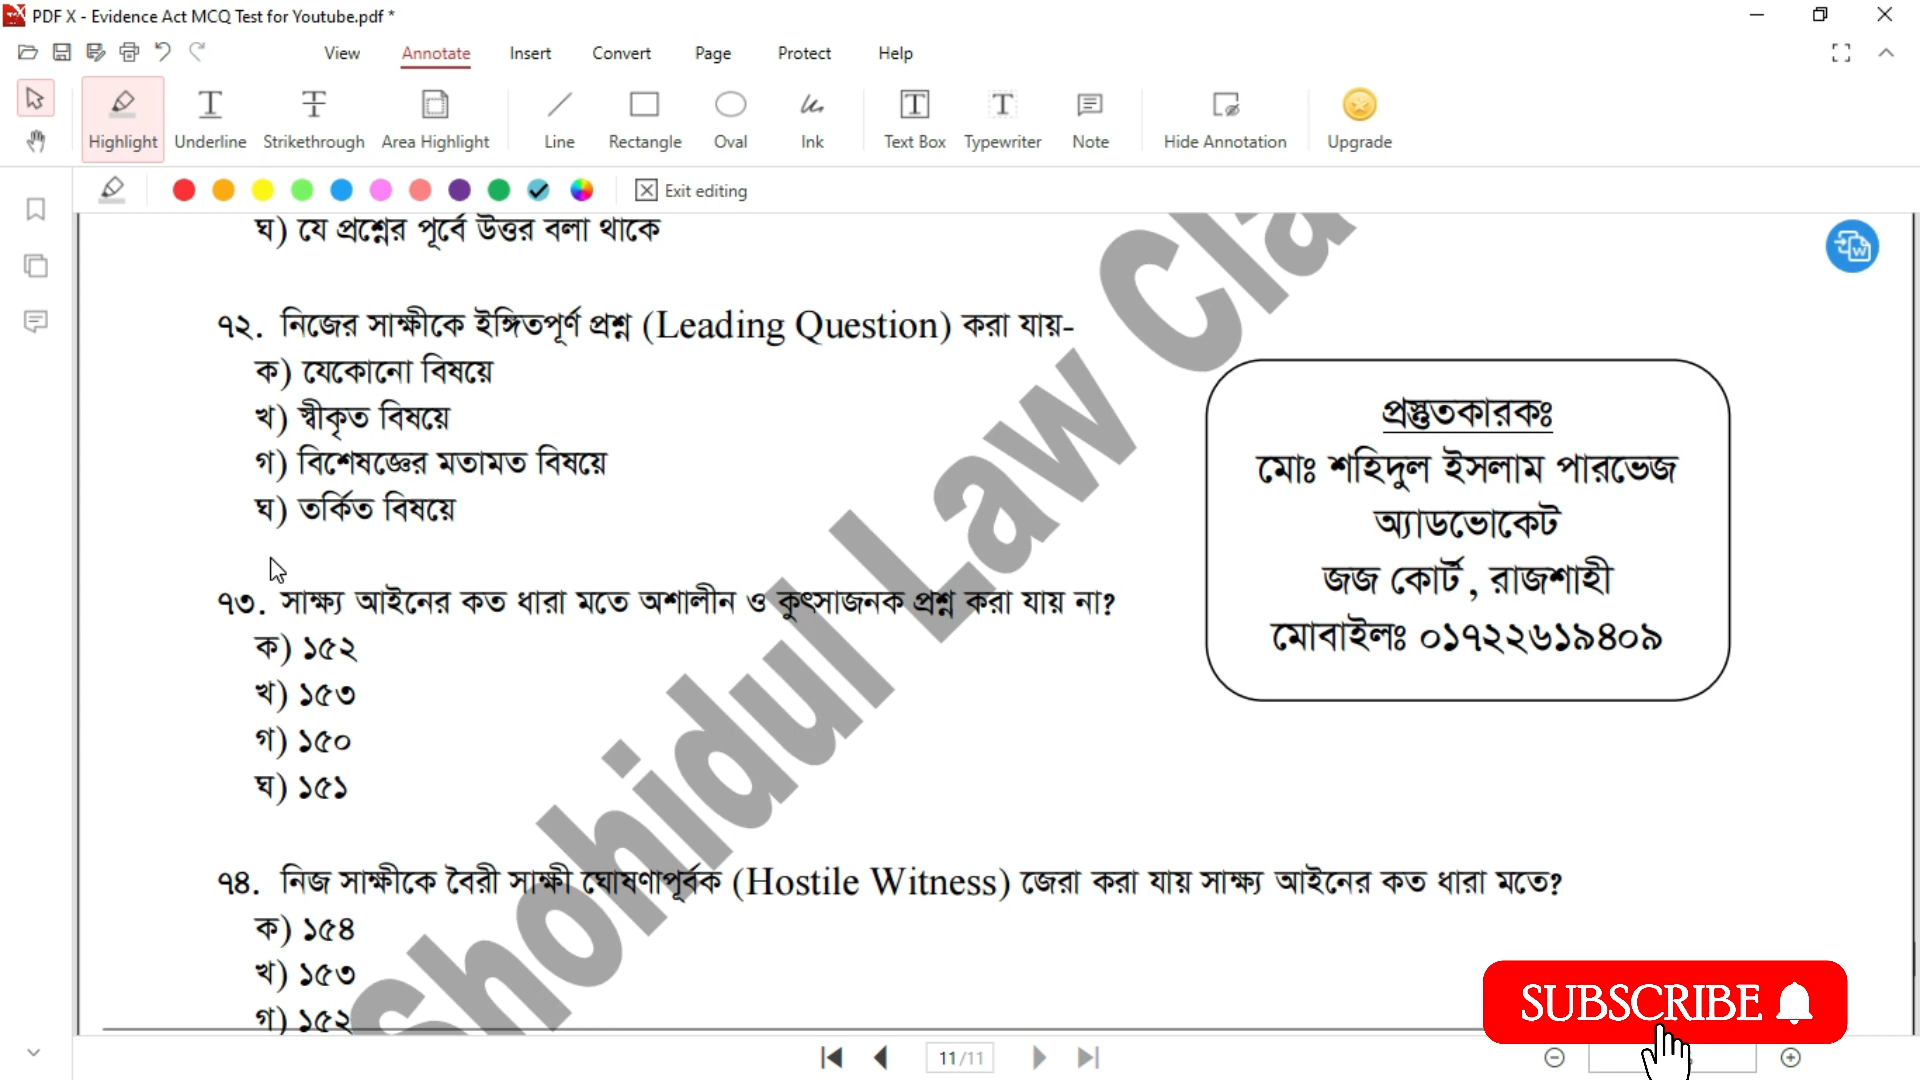 PDF X - Evidence Act MCQ Test for Youtube.pdf *
View Annotate Insert Convert Page Protect Help
Highlight Underline Strikethrough Area Highlight Line Rectangle Oval Ink Text Box Typewriter Note Hide Annotation Upgrade
Exit editing
ঘ) যে প্রশ্নের পূর্বে উত্তর বলা থাকে
৭২. নিজের সাক্ষীকে ইঙ্গিতপূর্ণ প্রশ্ন (Leading Question) করা যায়-
ক) যেকোনো বিষয়ে
খ) স্বীকৃত বিষয়ে
গ) বিশেষজ্ঞের মতামত বিষয়ে
ঘ) তর্কিত বিষয়ে
প্রস্তুতকারকঃ
মোঃ শহিদুল ইসলাম পারভেজ
অ্যাডভোকেট
জজ কোর্ট, রাজশাহী
মোবাইলঃ ০১৭২২৬১৯৪০৯
৭৩. সাক্ষ্য আইনের কত ধারা মতে অশালীন ও কুৎসাজনক প্রশ্ন করা যায় না?
ক) ১৫২
খ) ১৫৩
গ) ১৫০
ঘ) ১৫১
৭৪. নিজ সাক্ষীকে বৈরী সাক্ষী ঘোষণাপূর্বক (Hostile Witness) জেরা করা যায় সাক্ষ্য আইনের কত ধারা মতে?
ক) ১৫৪
খ) ১৫৩
গ) ১৫২
Shohidul Law Cla
SUBSCRIBE
11/11